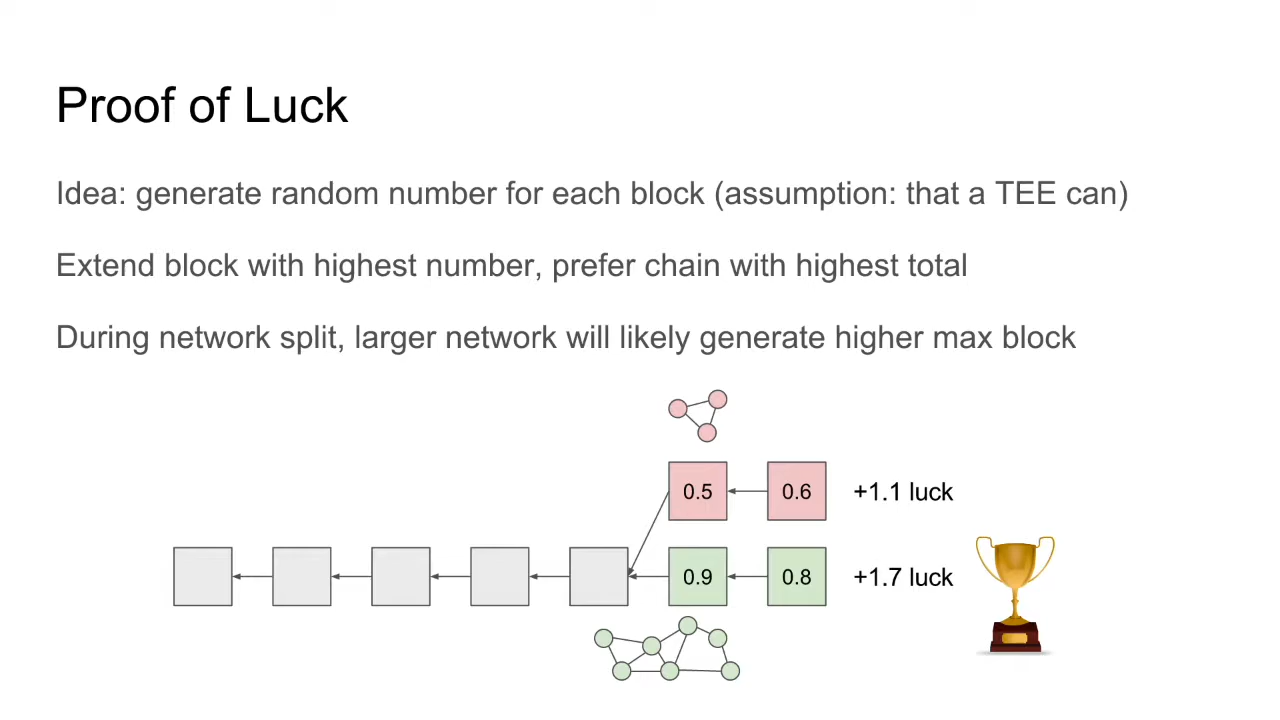 Proof of Luck
Idea: generate random number for each block (assumption: that a TEE can)
Extend block with highest number, prefer chain with highest total
During network split, larger network will likely generate higher max block
0.5
0.6
+1.1 luck
0.9
0.8
+1.7 luck